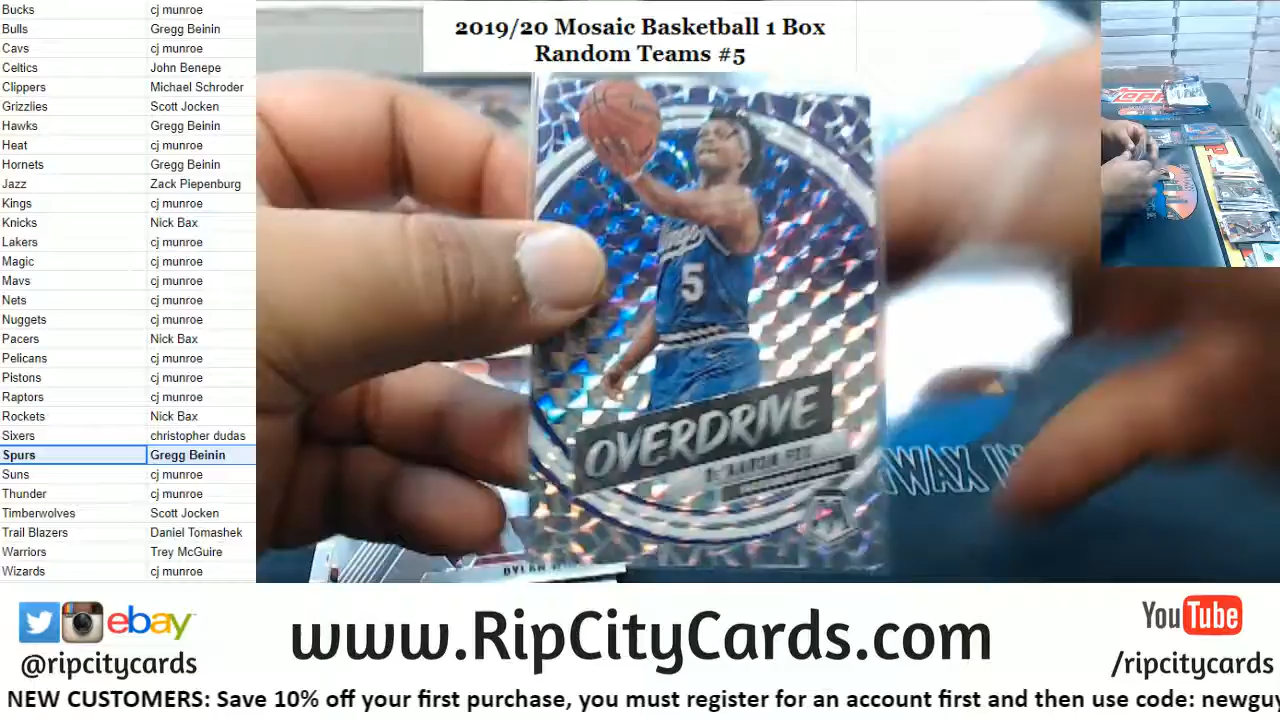 2019/20 Mosaic Basketball 1 Box
Random Teams #5
Bucks cj munroe
Bulls Gregg Beinin
Cavs cj munroe
Celtics John Benepe
Clippers Michael Schroder
Grizzlies Scott Jocken
Hawks Gregg Beinin
Heat cj munroe
Hornets Gregg Beinin
Jazz Zack Piepenburg
Kings cj munroe
Knicks Nick Bax
Lakers cj munroe
Magic cj munroe
Mavs cj munroe
Nets cj munroe
Nuggets cj munroe
Pacers Nick Bax
Pelicans cj munroe
Pistons cj munroe
Raptors cj munroe
Rockets Nick Bax
Sixers christopher dudas
Spurs Gregg Beinin
Suns cj munroe
Thunder cj munroe
Timberwolves Scott Jocken
Trail Blazers Daniel Tomashek
Warriors Trey McGuire
Wizards cj munroe
5
OVERDRIVE
WAX IN
DYLAN
ebay
@ripcitycards
www.RipCityCards.com
YouTube
/ripcitycards
NEW CUSTOMERS: Save 10% off your first purchase, you must register for an account first and then use code: newguy